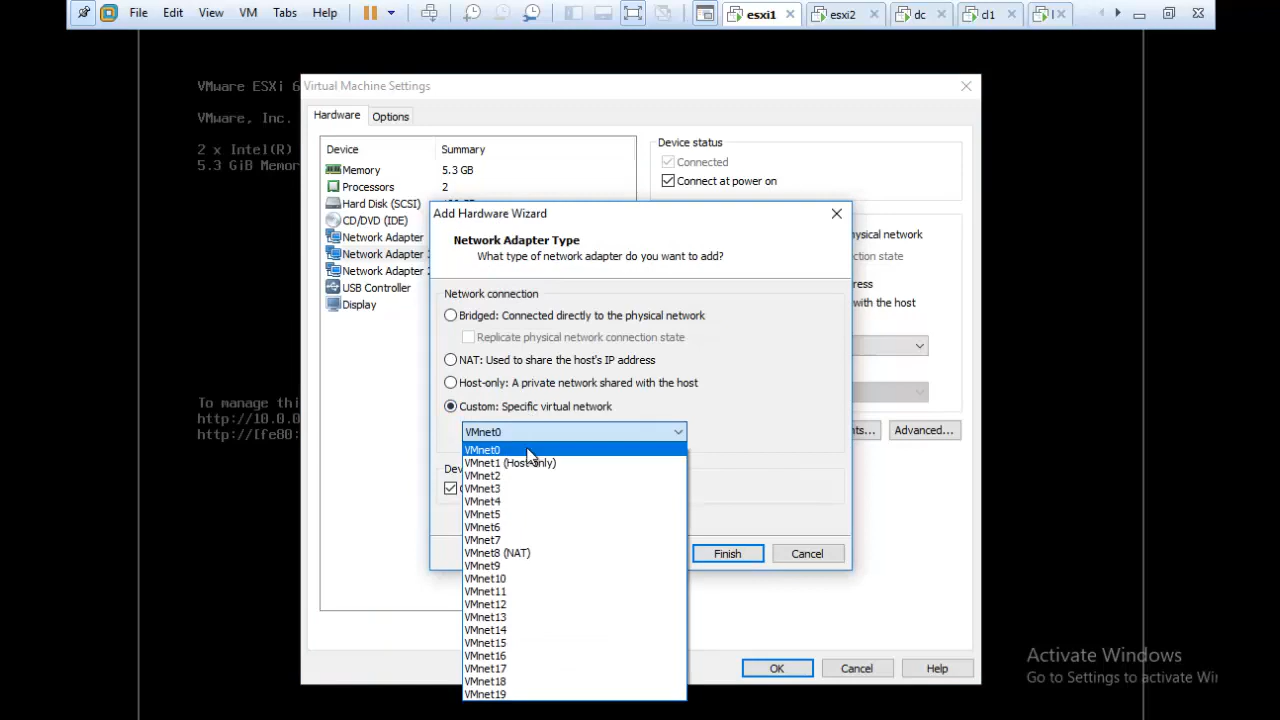 File Edit View VM Tabs Help esxi1 esxi2 dc cl1
VMware ESXi 6
VMware, Inc.
2 x Intel(R)
5.3 GiB Memor
To manage thi
http://10.0.0
http://[fe80:
Virtual Machine Settings
Hardware Options
Device Summary
Memory 5.3 GB
Processors 2
Hard Disk (SCSI)
CD/DVD (IDE)
Network Adapter
Network Adapter
Network Adapter 2
USB Controller
Display
Device status
Connected
Connect at power on
hysical network
ction state
ress
with the host
nts... Advanced...
Add Hardware Wizard
Network Adapter Type
What type of network adapter do you want to add?
Network connection
Bridged: Connected directly to the physical network
Replicate physical network connection state
NAT: Used to share the host's IP address
Host-only: A private network shared with the host
Custom: Specific virtual network
VMnet0
VMnet0
VMnet1 (Host-only)
VMnet2
VMnet3
VMnet4
VMnet5
VMnet6
VMnet7
VMnet8 (NAT)
VMnet9
VMnet10
VMnet11
VMnet12
VMnet13
VMnet14
VMnet15
VMnet16
VMnet17
VMnet18
VMnet19
Dev
Finish Cancel
OK Cancel Help
Activate Windows
Go to Settings to activate Wi